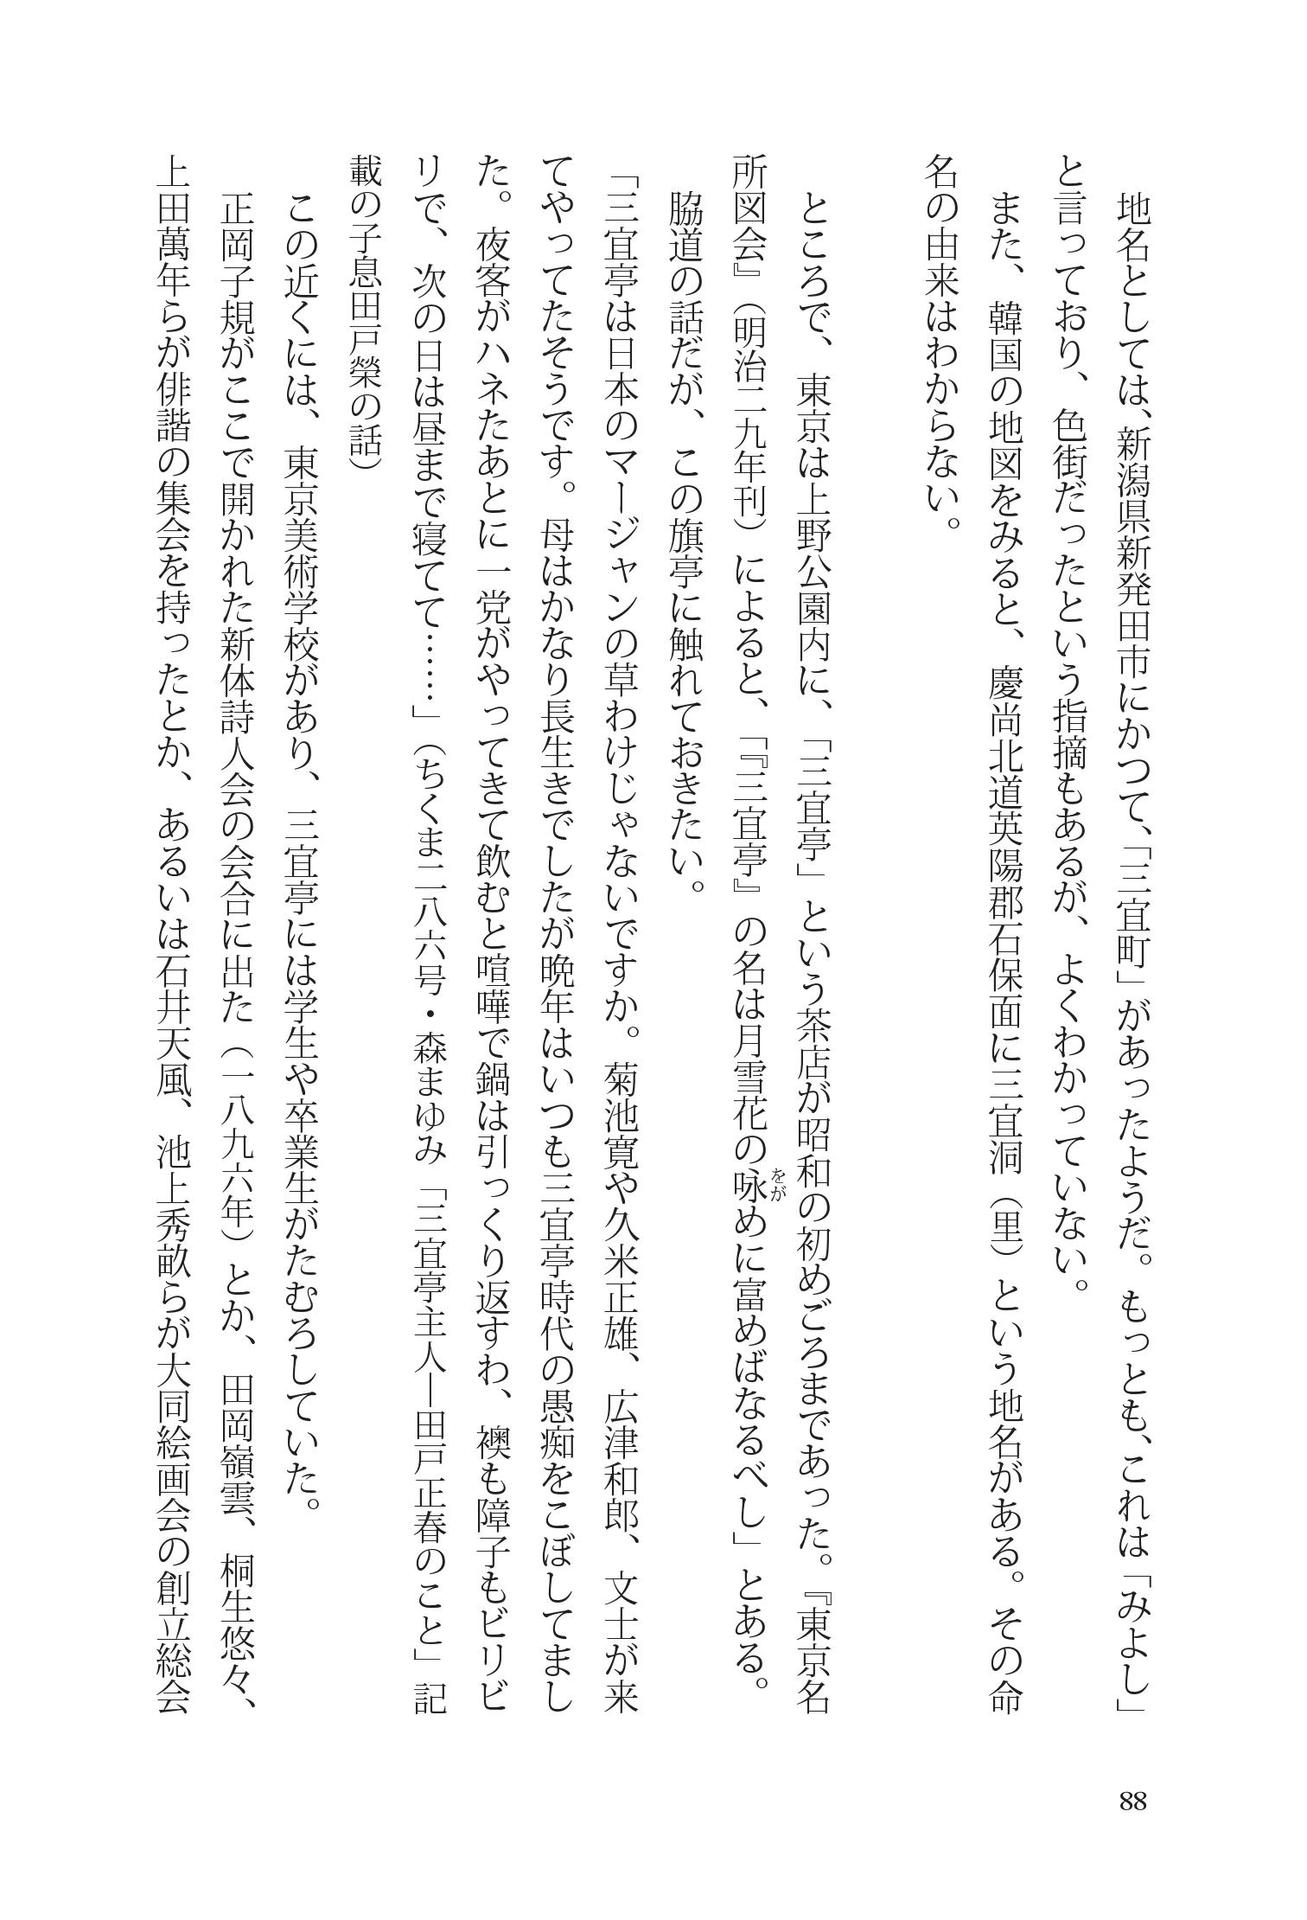 地名としては、新潟県新発田市にかつて、「三宜町」があったようだ。もっとも、これは「みよし」
と言っており、色街だったという指摘もあるが、よくわかっていない。
また、韓国の地図をみると、慶尚北道英陽郡石保面に三宜洞（里）という地名がある。その命
名の由来はわからない。
ところで、東京は上野公園内に、「三宜亭」という茶店が昭和の初めごろまであった。『東京名
所図会』（明治二九年刊）によると、「『三宜亭』の名は月雪花の咏めに富めばなるべし」とある。
をが
脇道の話だが、この旗亭に触れておきたい。
「三宜亭は日本のマージャンの草わけじゃないですか。菊池寛や久米正雄、広津和郎、文士が来
てやってたそうです。母はかなり長生きでしたが晩年はいつも三宜亭時代の愚痴をこぼしてまし
た。夜客がハネたあとに一党がやってきて飲むと喧嘩で鍋は引っくり返すわ、襖も障子もビリビ
リで、次の日は昼まで寝てて……」（ちくま二八六号・森まゆみ「三宜亭主人―田戸正春のこと」記
載の子息田戸榮の話）
この近くには、東京美術学校があり、三宜亭には学生や卒業生がたむろしていた。
正岡子規がここで開かれた新体詩人会の会合に出た（一八九六年）とか、田岡嶺雲、桐生悠々、
上田萬年らが俳諧の集会を持ったとか、あるいは石井天風、池上秀畝らが大同絵画会の創立総会
88